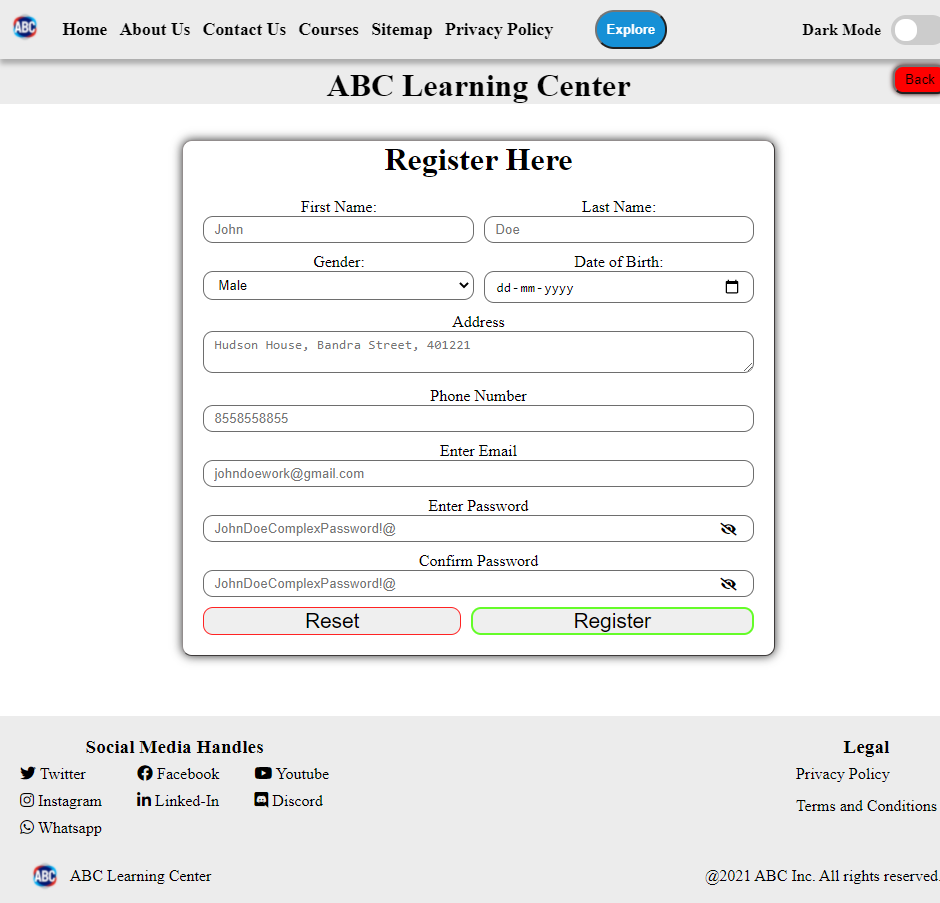 ABC Home About Us Contact Us Courses Sitemap Privacy Policy Explore Dark Mode
ABC Learning Center Back
Register Here
First Name: Last Name:
John Doe
Gender: Date of Birth:
Male dd-mm-yyyy
Address
Hudson House, Bandra Street, 401221
Phone Number
8558558855
Enter Email
johndoework@gmail.com
Enter Password
JohnDoeComplexPassword!@
Confirm Password
JohnDoeComplexPassword!@
Reset Register
Social Media Handles Legal
Twitter Facebook Youtube Privacy Policy
Instagram Linked-In Discord Terms and Conditions
Whatsapp
ABC ABC Learning Center @2021 ABC Inc. All rights reserved.